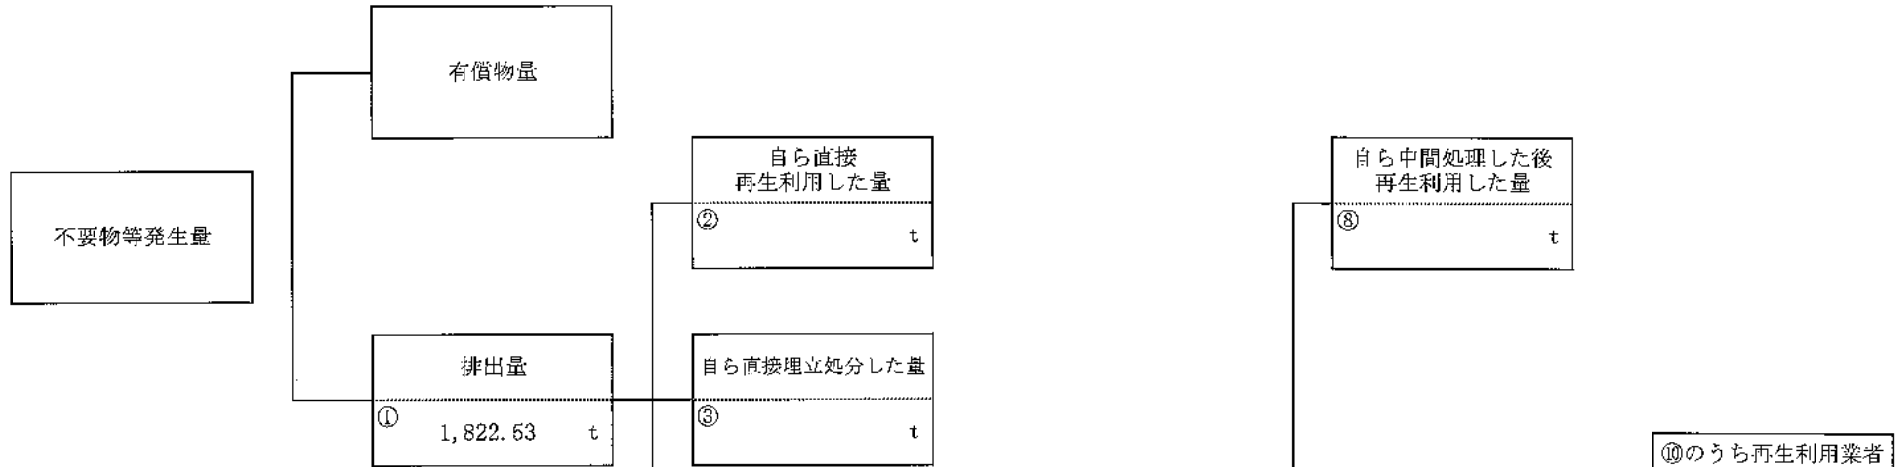 有償物量
自ら直接
再生利用した量
②
t
自ら中間処理した後
再生利用した量
⑧
t
不要物等発生量
排出量
①
1,822.53 t
自ら直接埋立処分した量
③
t
⑩のうち再生利用業者